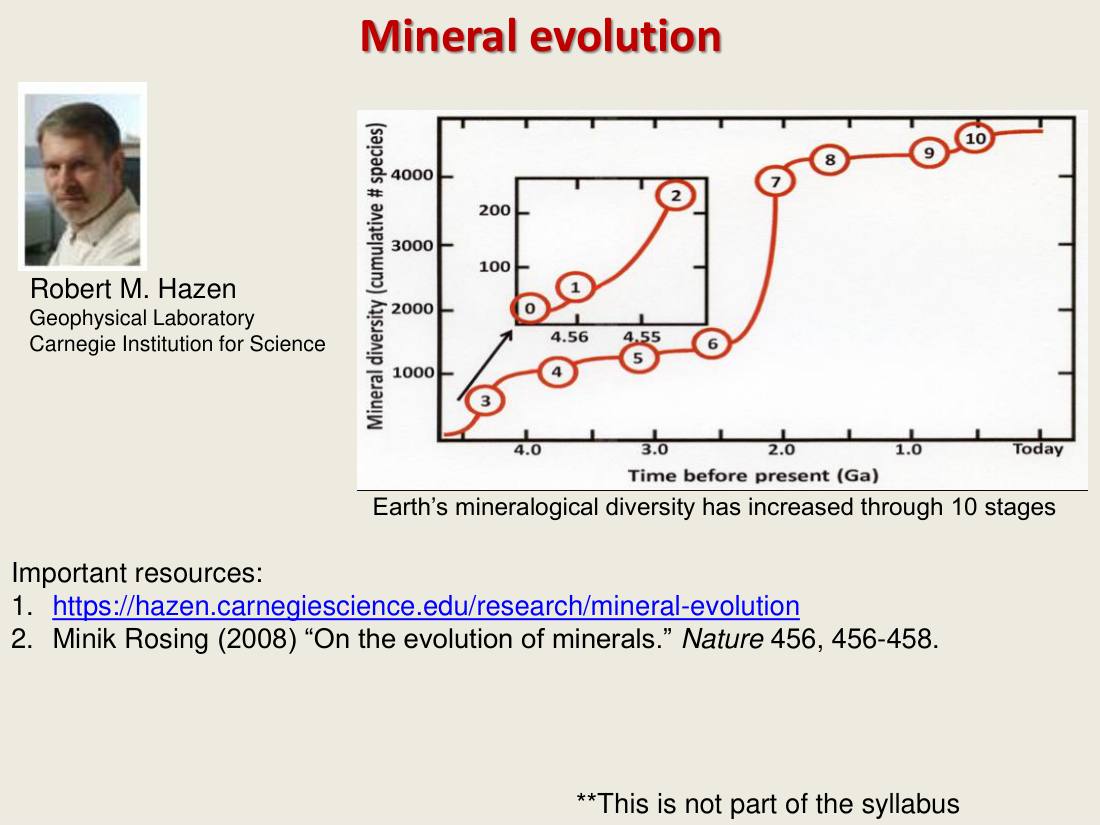 Mineral evolution
Robert M. Hazen
Geophysical Laboratory
Carnegie Institution for Science
Mineral diversity (cumulative # species)
4000
3000
2000
1000
200
100
4.56 4.55
0
1
2
3
4
5
6
7
8
9
10
4.0 3.0 2.0 1.0 Today
Time before present (Ga)
Earth’s mineralogical diversity has increased through 10 stages
Important resources:
1. https://hazen.carnegiescience.edu/research/mineral-evolution
2. Minik Rosing (2008) “On the evolution of minerals.” Nature 456, 456-458.
**This is not part of the syllabus